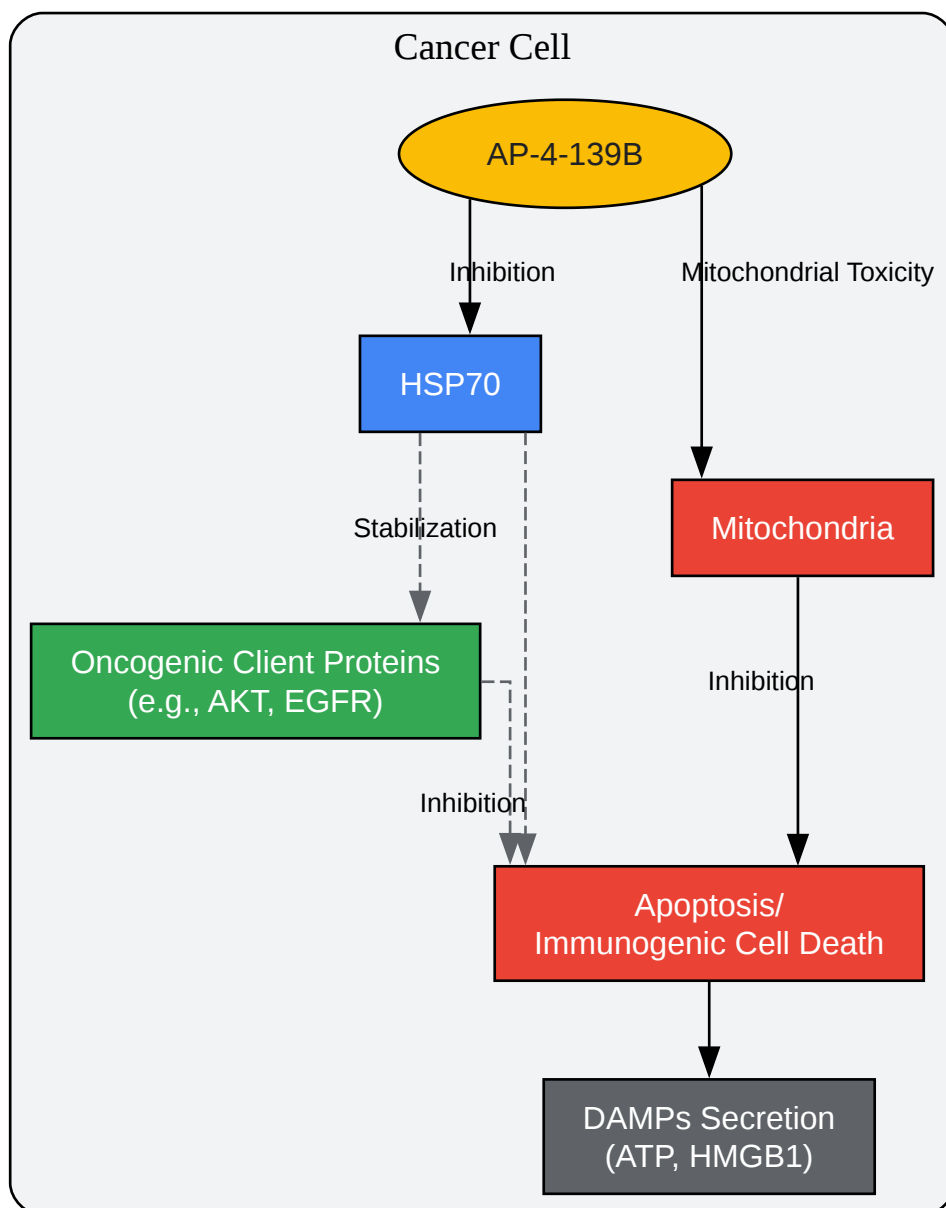 Cancer Cell
AP-4-139B
Inhibition
Mitochondrial Toxicity
HSP70
Stabilization
Mitochondria
Oncogenic Client Proteins
(e.g., AKT, EGFR)
Inhibition
Inhibition
Apoptosis/
Immunogenic Cell Death
DAMPs Secretion
(ATP, HMGB1)